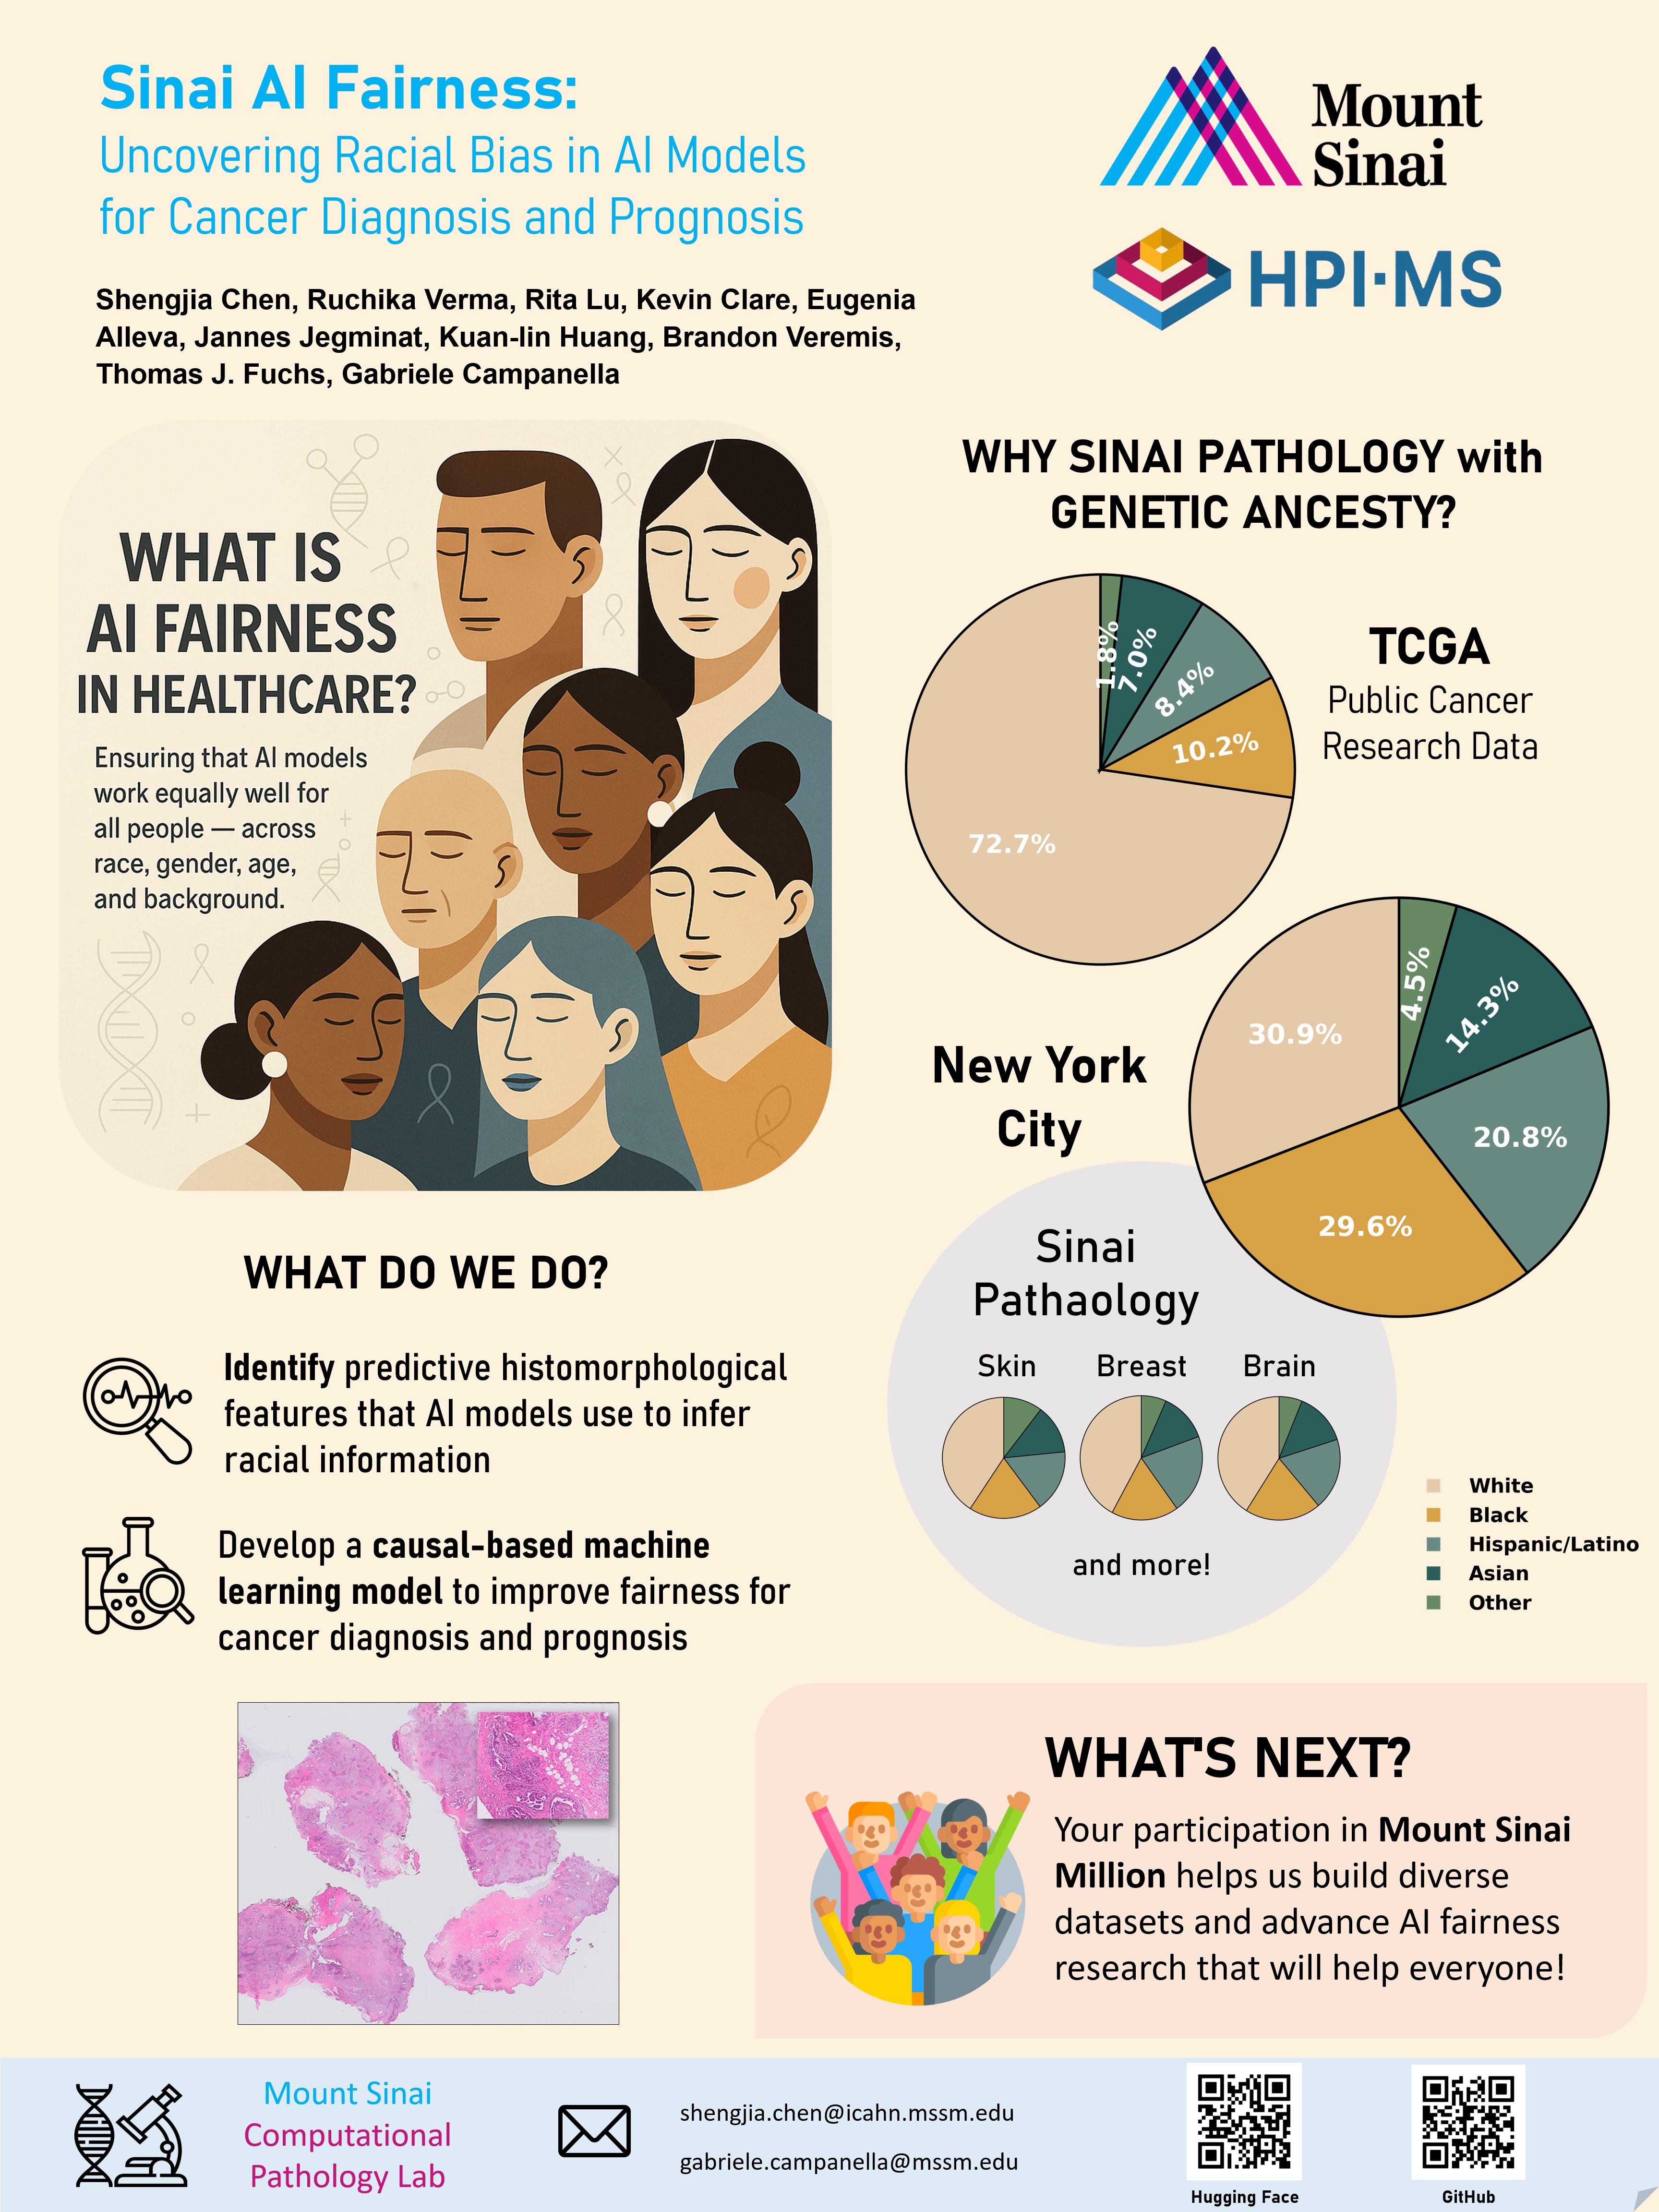 Sinai AI Fairness:
Uncovering Racial Bias in AI Models
for Cancer Diagnosis and Prognosis
Mount
Sinai
HPI·MS
Shengjia Chen, Ruchika Verma, Rita Lu, Kevin Clare, Eugenia
Alleva, Jannes Jegminat, Kuan-lin Huang, Brandon Veremis,
Thomas J. Fuchs, Gabriele Campanella
WHAT IS
AI FAIRNESS
IN HEALTHCARE?
Ensuring that AI models
work equally well for
all people — across
race, gender, age,
and background.
WHY SINAI PATHOLOGY with
GENETIC ANCESTY?
1.8%
7.0%
8.4%
10.2%
72.7%
TCGA
Public Cancer
Research Data
New York
City
4.5%
14.3%
20.8%
29.6%
30.9%
Sinai
Pathaology
Skin
Breast
Brain
and more!
White
Black
Hispanic/Latino
Asian
Other
WHAT DO WE DO?
Identify predictive histomorphological
features that AI models use to infer
racial information
Develop a causal-based machine
learning model to improve fairness for
cancer diagnosis and prognosis
WHAT'S NEXT?
Your participation in Mount Sinai
Million helps us build diverse
datasets and advance AI fairness
research that will help everyone!
Mount Sinai
Computational
Pathology Lab
shengjia.chen@icahn.mssm.edu
gabriele.campanella@mssm.edu
Hugging Face
GitHub